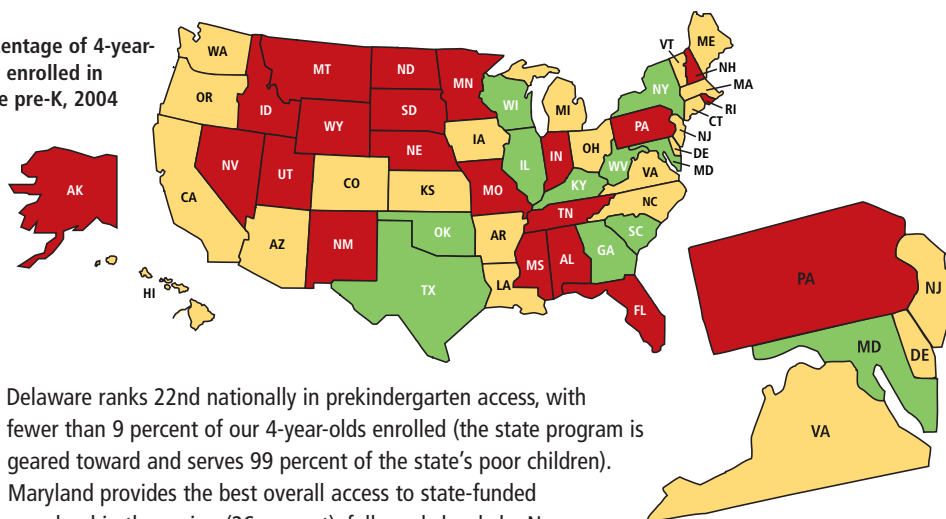 4-year-
enrolled in
pre-K, 2004
WA
OR
CA
NV
ID
MT
WY
UT
AZ
CO
NM
ND
SD
NE
KS
OK
TX
MN
IA
MO
AR
LA
WI
IL
MI
IN
OH
KY
TN
MS
AL
GA
FL
SC
NC
VA
WV
PA
NY
VT
ME
NH
MA
RI
CT
NJ
DE
MD
AK
HI
PA
NJ
MD
DE
VA
Delaware ranks 22nd nationally in prekindergarten access, with
fewer than 9 percent of our 4-year-olds enrolled (the state program is
geared toward and serves 99 percent of the state's poor children).
Maryland provides the best overall access to state-funded